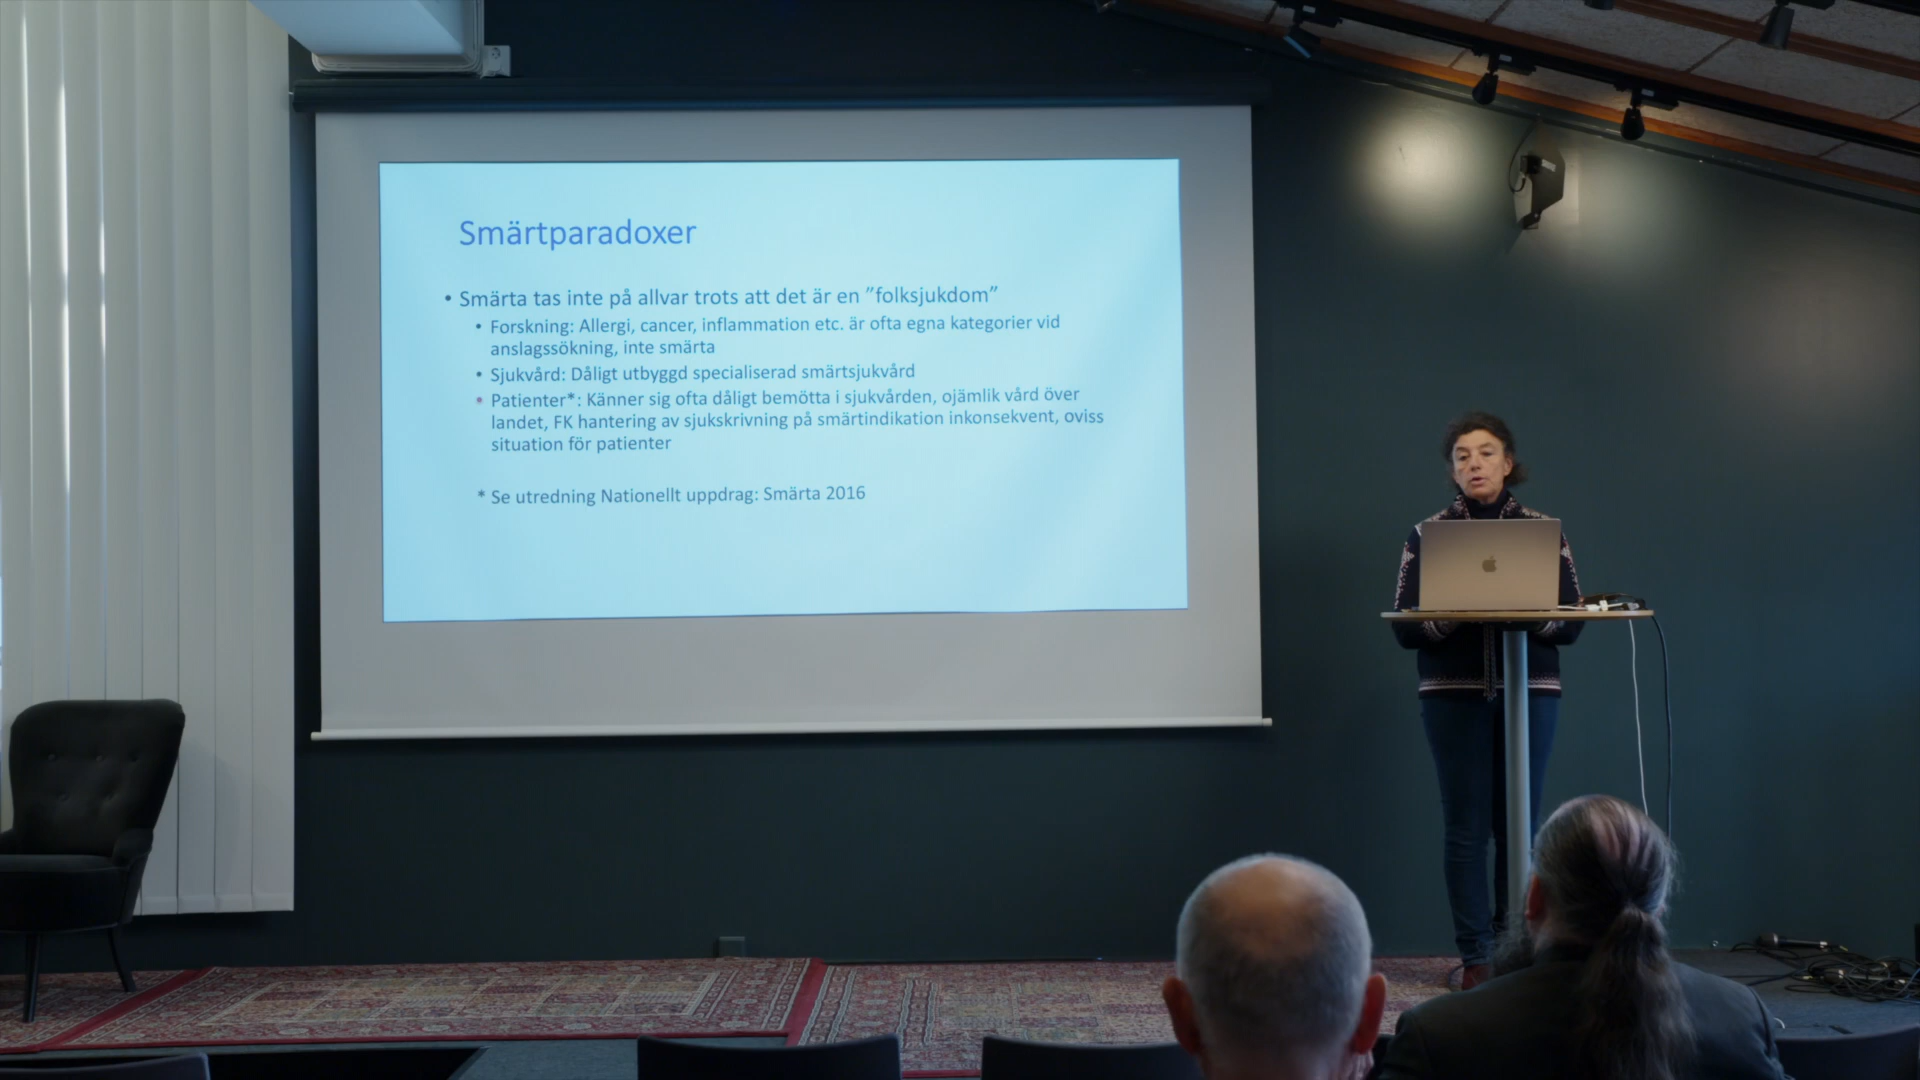 Smärtparadoxer
• Smärta tas inte på allvar trots att det är en ”folksjukdom”
• Forskning: Allergi, cancer, inflammation etc. är ofta egna kategorier vid
anslagssökning, inte smärta
• Sjukvård: Dåligt utbyggd specialiserad smärtsjukvård
• Patienter*: Känner sig ofta dåligt bemötta i sjukvården, ojämlik vård över
landet, FK hantering av sjukskrivning på smärtindikation inkonsekvent, oviss
situation för patienter
* Se utredning Nationellt uppdrag: Smärta 2016